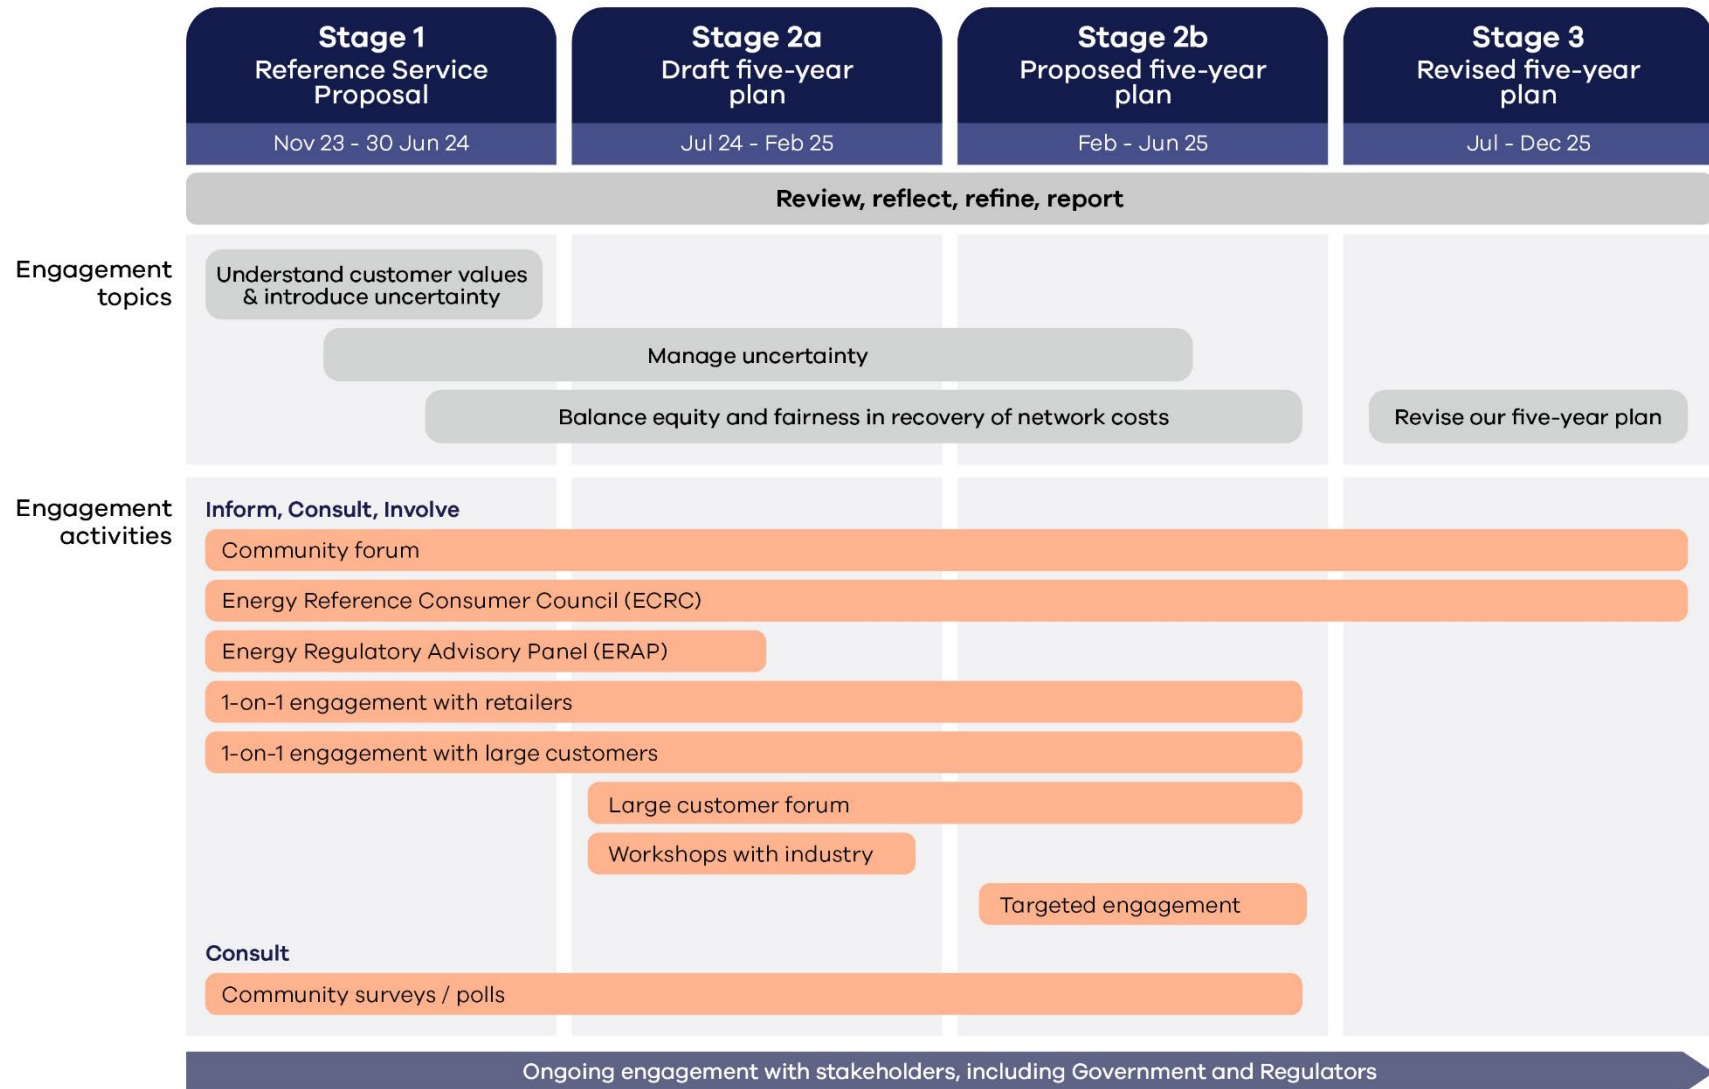 Stage 1
Reference Service
Proposal
Nov 23 - 30 Jun 24
Stage 2a
Draft five-year
plan
Jul 24 - Feb 25
Stage 2b
Proposed five-year
plan
Feb - Jun 25
Stage 3
Revised five-year
plan
Jul - Dec 25
Review, reflect, refine, report
Engagement
topics
Understand customer values
& introduce uncertainty
Manage uncertainty
Balance equity and fairness in recovery of network costs
Revise our five-year plan
Engagement
activities
Inform, Consult, Involve
Community forum
Energy Reference Consumer Council (ECRC)
Energy Regulatory Advisory Panel (ERAP)
1-on-1 engagement with retailers
1-on-1 engagement with large customers
Large customer forum
Workshops with industry
Targeted engagement
Consult
Community surveys / polls
Ongoing engagement with stakeholders, including Government and Regulators